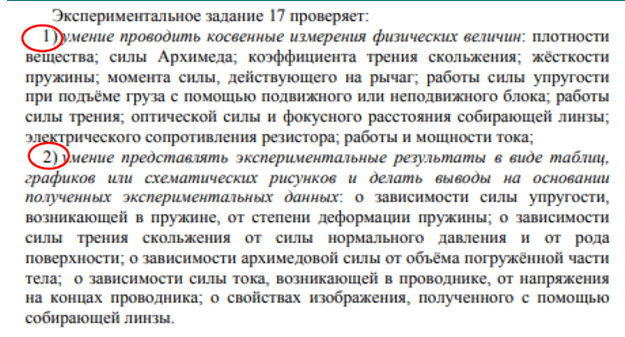 Экспериментальное задание 17 проверяет:
1) умение проводить косвенные измерения физических величин: плотности
вещества; силы Архимеда; коэффициента трения скольжения; жёсткости
пружины; момента силы, действующего на рычаг; работы силы упругости
при подъёме груза с помощью подвижного или неподвижного блока; работы
силы трения; оптической силы и фокусного расстояния собирающей линзы;
электрического сопротивления резистора; работы и мощности тока;
2) умение представлять экспериментальные результаты в виде таблиц,
графиков или схематических рисунков и делать выводы на основании
полученных экспериментальных данных: о зависимости силы упругости,
возникающей в пружине, от степени деформации пружины; о зависимости
силы трения скольжения от силы нормального давления и от рода
поверхности; о зависимости архимедовой силы от объёма погружённой части
тела; о зависимости силы тока, возникающей в проводнике, от напряжения
на концах проводника; о свойствах изображения, полученного с помощью
собирающей линзы.